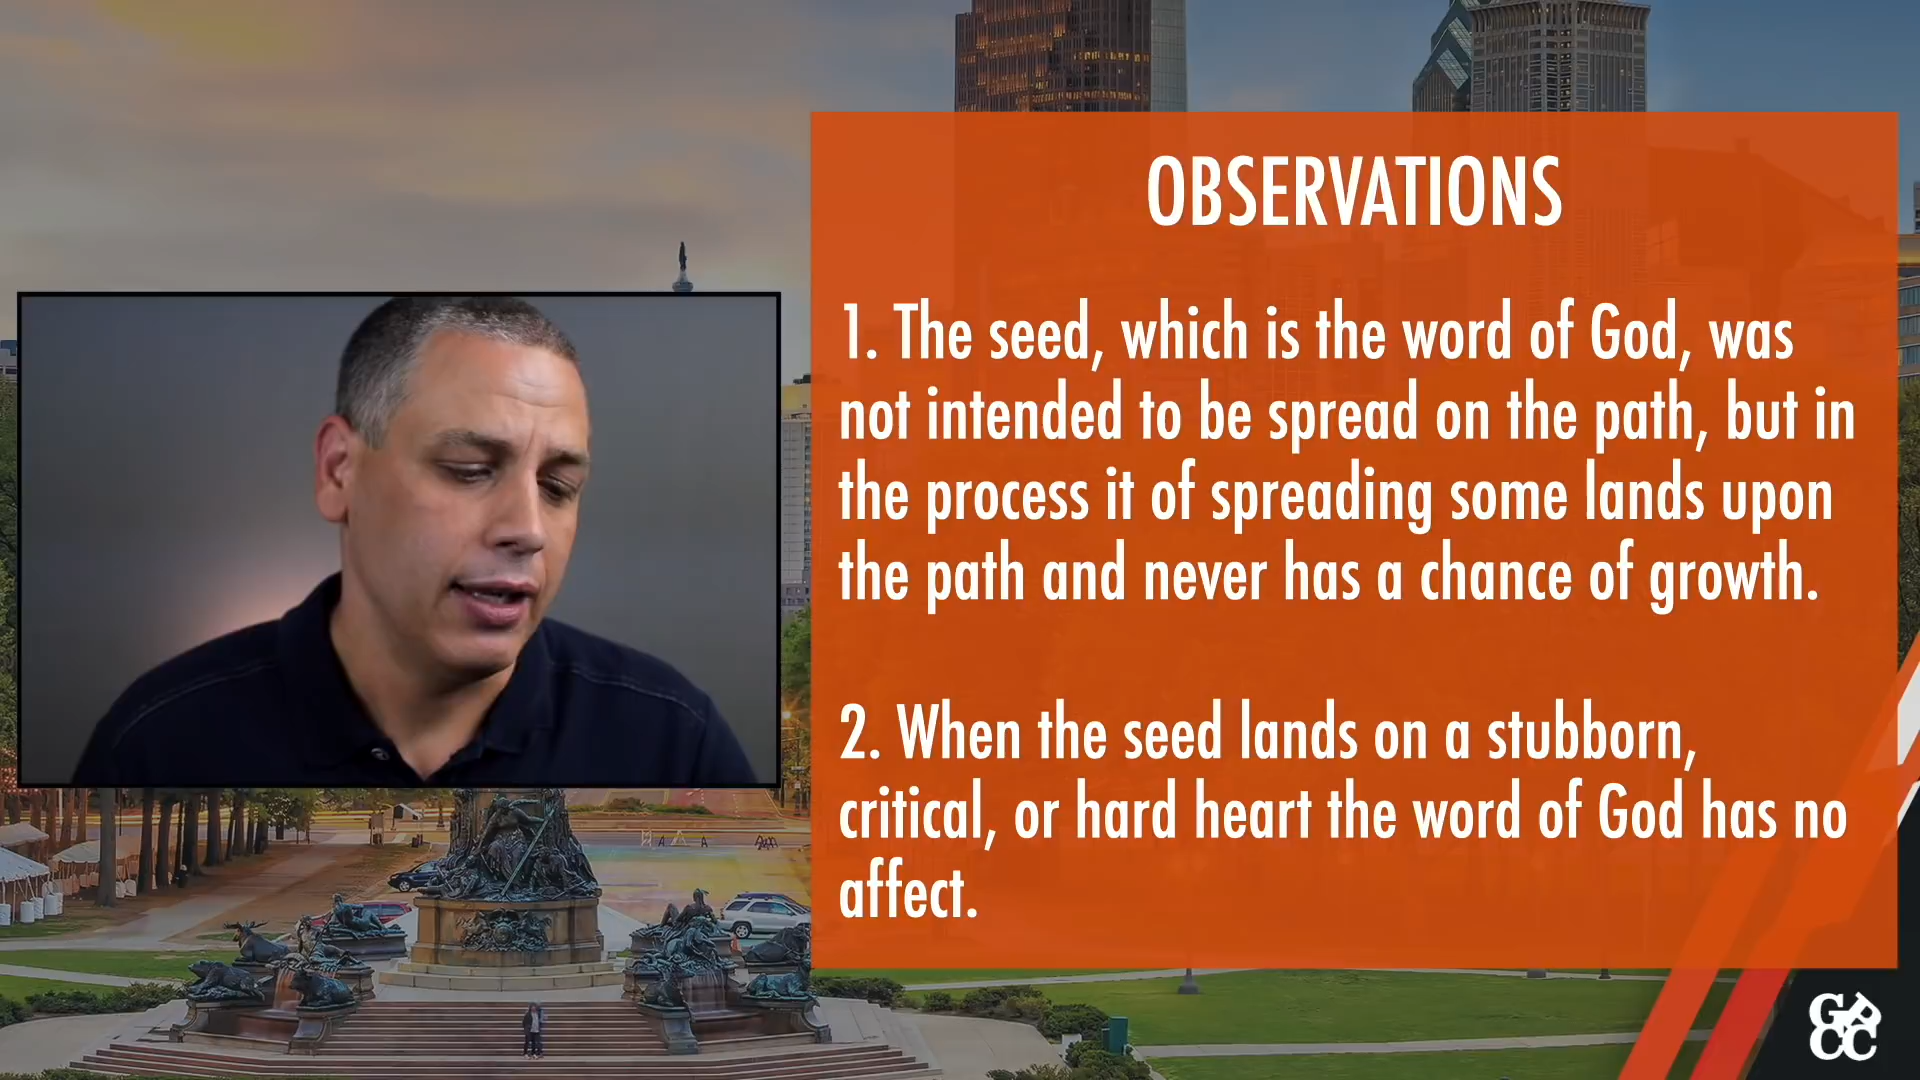 OBSERVATIONS
1. The seed, which is the word of God, was
not intended to be spread on the path, but in
the process it of spreading some lands upon
the path and never has a chance of growth.
2. When the seed lands on a stubborn,
critical, or hard heart the word of God has no
affect.